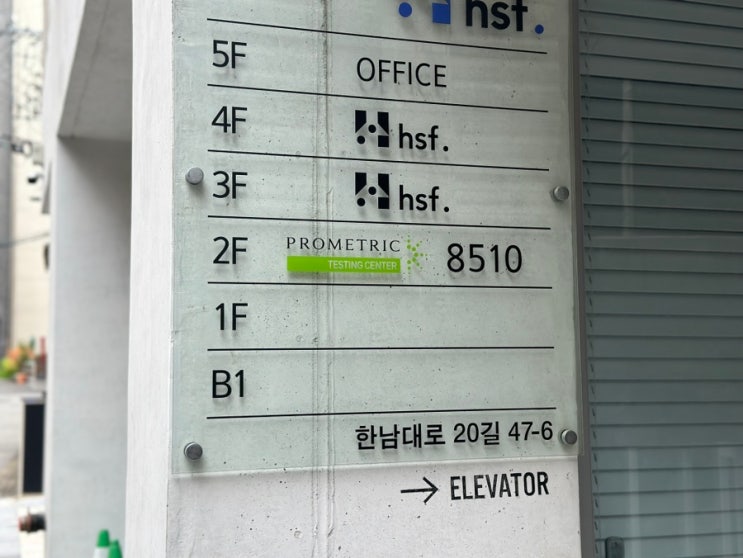 hsf.
5F OFFICE
4F hsf.
3F hsf.
2F PROMETRIC TESTING CENTER 8510
1F
B1
한남대로 20길 47-6
→ ELEVATOR